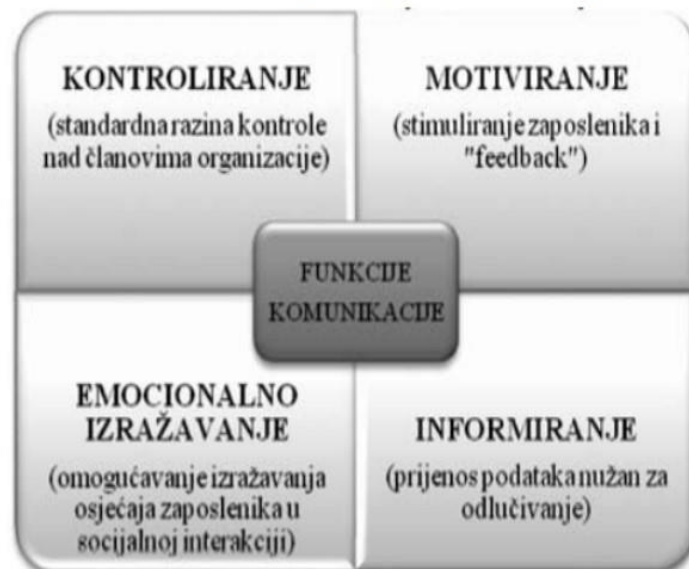 KONTROLIRANJE
(standardna razina kontrole
nad članovima organizacije)
MOTIVIRANJE
(stimuliranje zaposlenika i
"feedback")
FUNKCIJE
KOMUNIKACIJE
EMOCIONALNO
IZRAŽAVANJE
(omogućavanje izražavanja
osjećaja zaposlenika u
socijalnoj interakciji)
INFORMIRANJE
(prijenos podataka nužan za
odlučivanje)